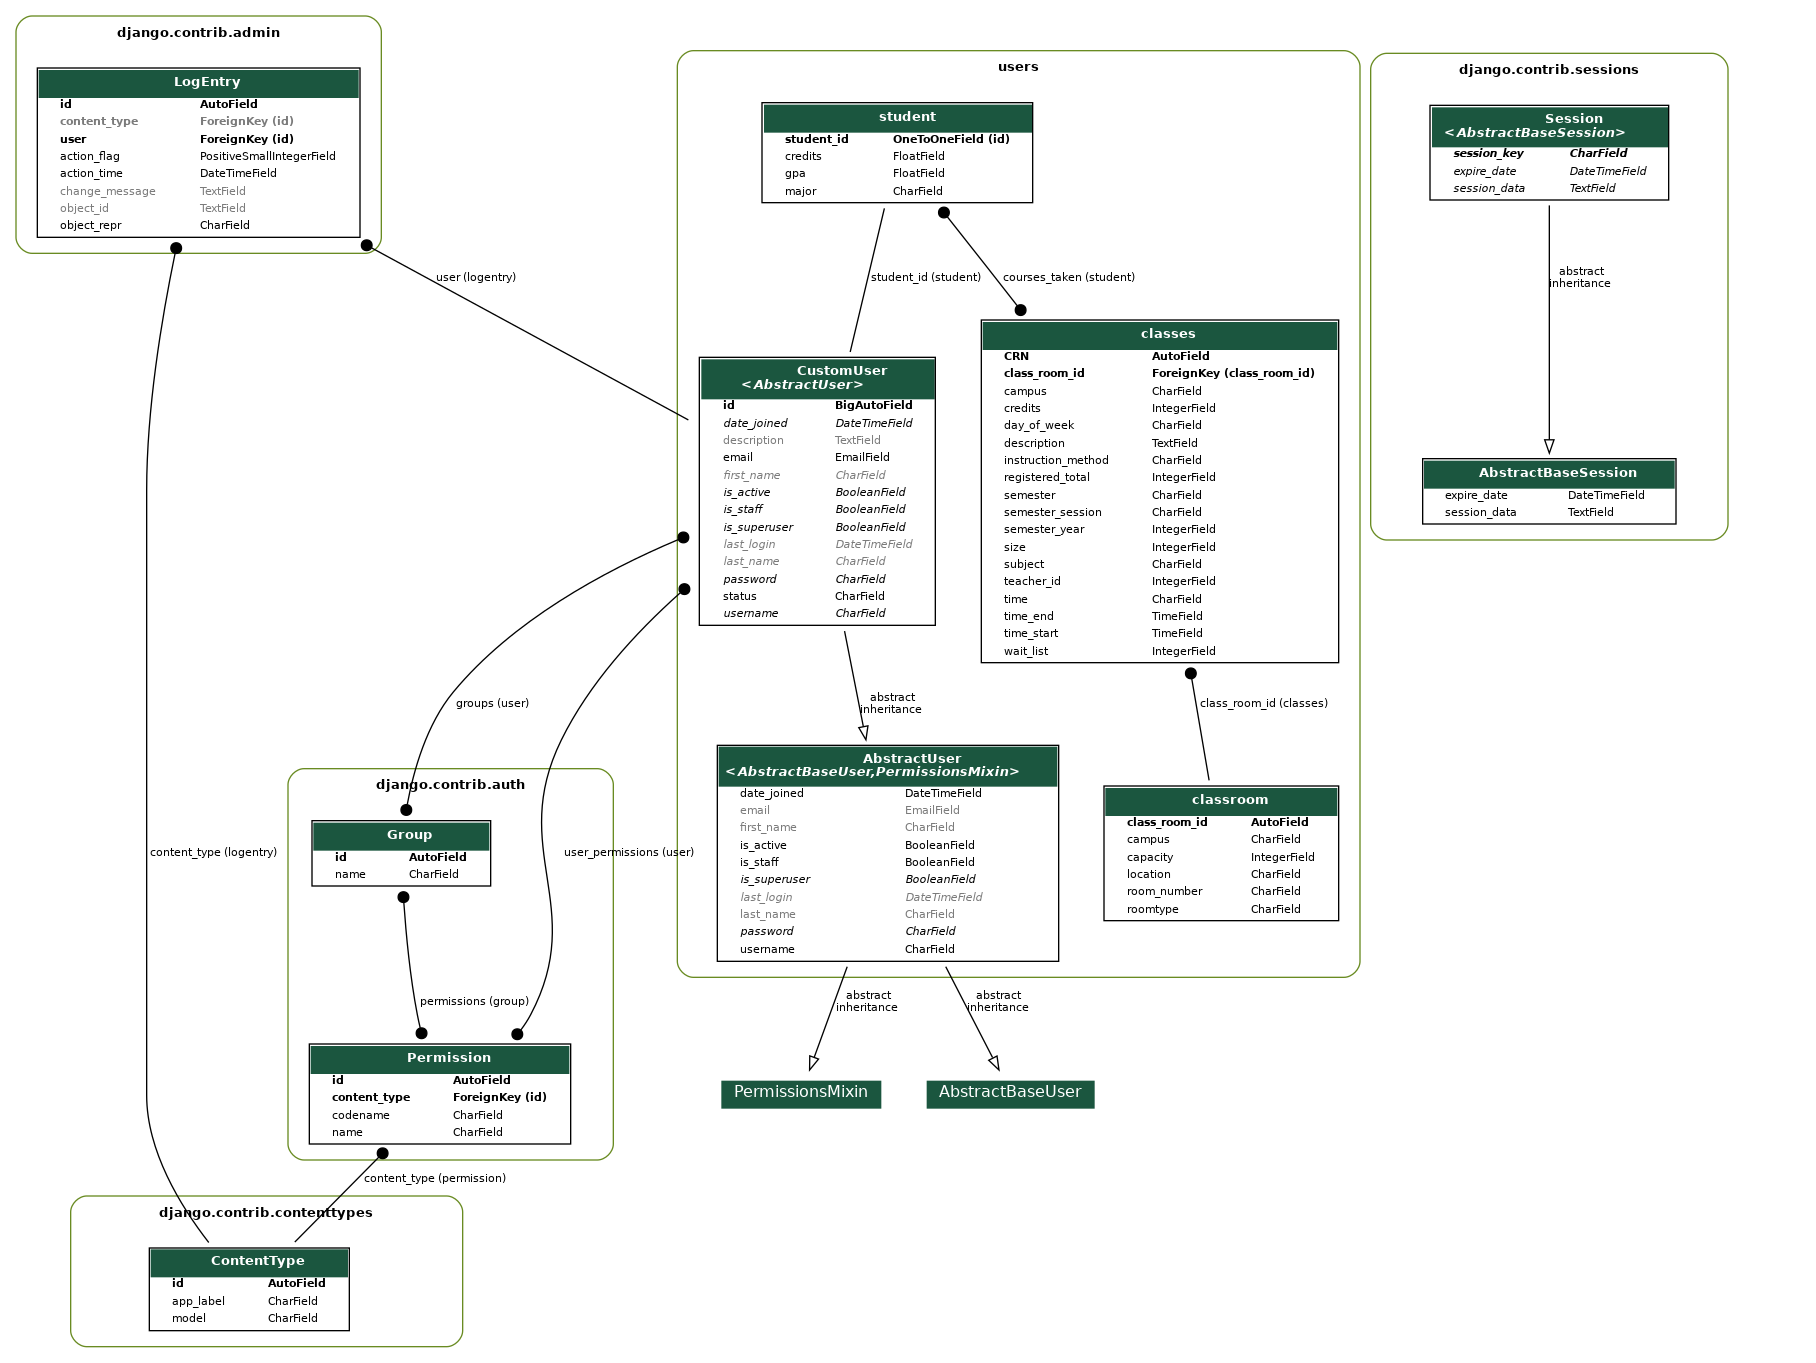 django.contrib.admin
LogEntry
id AutoField
content_type ForeignKey (id)
user ForeignKey (id)
action_flag PositiveSmallIntegerField
action_time DateTimeField
change_message TextField
object_id TextField
object_repr CharField
user (logentry)
content_type (logentry)
users
student
student_id OneToOneField (id)
credits FloatField
gpa FloatField
major CharField
student_id (student)
courses_taken (student)
CustomUser
<AbstractUser>
id BigAutoField
date_joined DateTimeField
description TextField
email EmailField
first_name CharField
is_active BooleanField
is_staff BooleanField
is_superuser BooleanField
last_login DateTimeField
last_name CharField
password CharField
status CharField
username CharField
classes
CRN AutoField
class_room_id ForeignKey (class_room_id)
campus CharField
credits IntegerField
day_of_week CharField
description TextField
instruction_method CharField
registered_total IntegerField
semester CharField
semester_session CharField
semester_year IntegerField
size IntegerField
subject CharField
teacher_id IntegerField
time CharField
time_end TimeField
time_start TimeField
wait_list IntegerField
abstract
inheritance
class_room_id (classes)
AbstractUser
<AbstractBaseUser,PermissionsMixin>
date_joined DateTimeField
email EmailField
first_name CharField
is_active BooleanField
is_staff BooleanField
is_superuser BooleanField
last_login DateTimeField
last_name CharField
password CharField
username CharField
classroom
class_room_id AutoField
campus CharField
capacity IntegerField
location CharField
room_number CharField
roomtype CharField
abstract
inheritance
abstract
inheritance
PermissionsMixin
AbstractBaseUser
django.contrib.sessions
Session
<AbstractBaseSession>
session_key CharField
expire_date DateTimeField
session_data TextField
abstract
inheritance
AbstractBaseSession
expire_date DateTimeField
session_data TextField
groups (user)
user_permissions (user)
django.contrib.auth
Group
id AutoField
name CharField
permissions (group)
Permission
id AutoField
content_type ForeignKey (id)
codename CharField
name CharField
content_type (permission)
django.contrib.contenttypes
ContentType
id AutoField
app_label CharField
model CharField